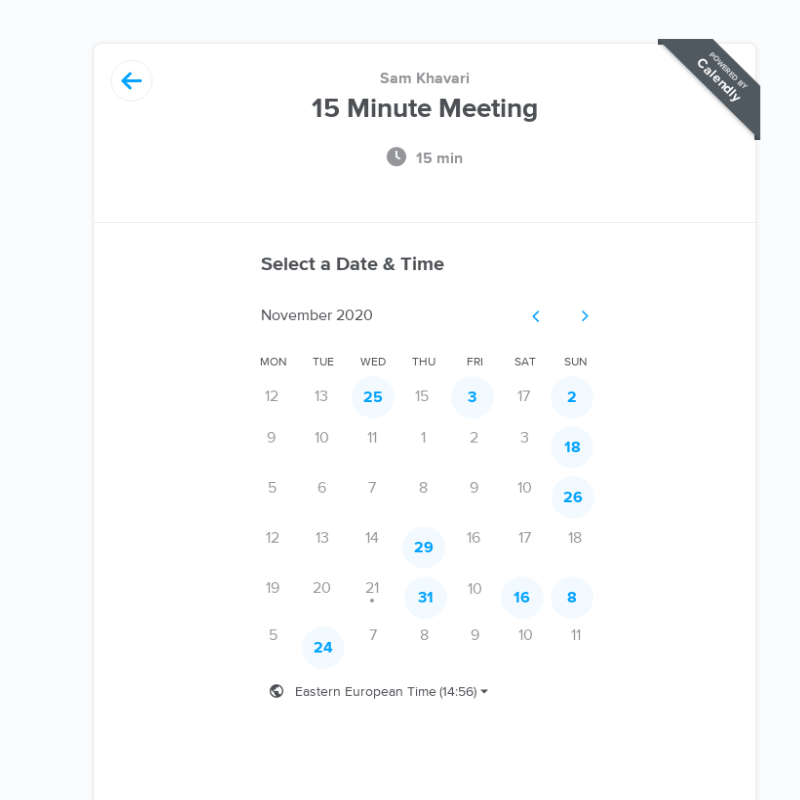 Sam Khavari
POWERED BY
Calendly
15 Minute Meeting
15 min
Select a Date & Time
November 2020
MON TUE WED THU FRI SAT SUN
12 13 25 15 3 17 2
9 10 11 1 2 3 18
5 6 7 8 9 10 26
12 13 14 29 16 17 18
19 20 21 31 10 16 8
5 24 7 8 9 10 11
Eastern European Time (14:56)